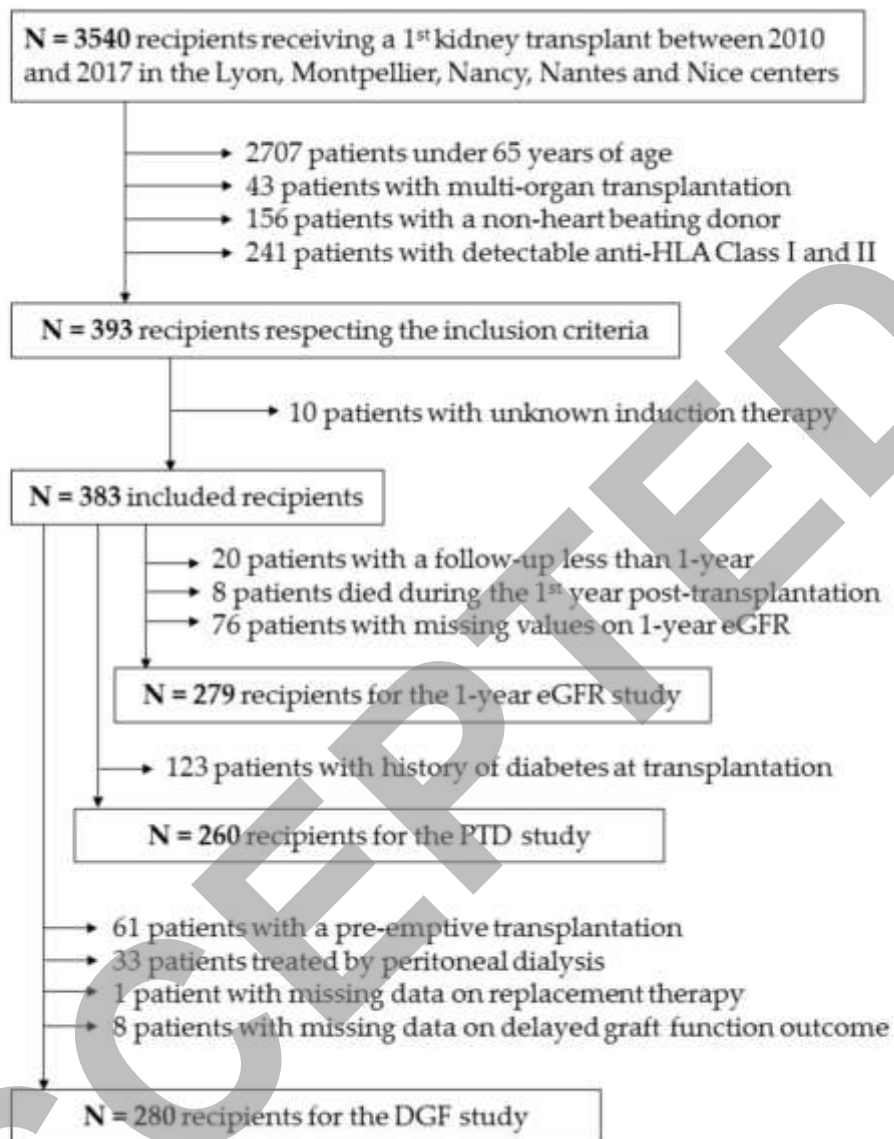 N = 3540 recipients receiving a 1st kidney transplant between 2010
and 2017 in the Lyon, Montpellier, Nancy, Nantes and Nice centers
2707 patients under 65 years of age
43 patients with multi-organ transplantation
156 patients with a non-heart beating donor
241 patients with detectable anti-HLA Class I and II
N = 393 recipients respecting the inclusion criteria
10 patients with unknown induction therapy
N = 383 included recipients
20 patients with a follow-up less than 1-year
8 patients died during the 1st year post-transplantation
76 patients with missing values on 1-year eGFR
N = 279 recipients for the 1-year eGFR study
123 patients with history of diabetes at transplantation
N = 260 recipients for the PTD study
61 patients with a pre-emptive transplantation
33 patients treated by peritoneal dialysis
1 patient with missing data on replacement therapy
8 patients with missing data on delayed graft function outcome
N = 280 recipients for the DGF study
CCEPTED